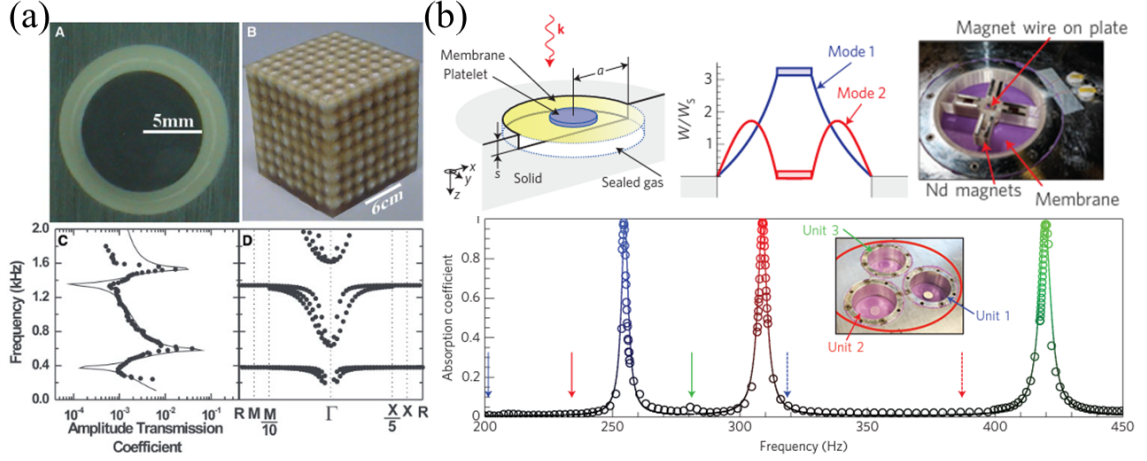 (a)
A
5mm
B
6cm
C
D
Frequency (kHz)
2.0
1.6
1.2
0.8
0.4
0.0
10⁻⁴ 10⁻³ 10⁻² 10⁻¹
Amplitude Transmission
Coefficient
R M M/10 Γ X/5 X R
(b)
k
Membrane
Platelet
a
s
x
y
z
Solid
Sealed gas
W/Wₛ
3
2
1
0
Mode 1
Mode 2
Magnet wire on plate
Nd magnets
Membrane
Absorption coefficient
1
0.8
0.6
0.4
0.2
0
Unit 3
Unit 1
Unit 2
200 250 300 350 400 450
Frequency (Hz)